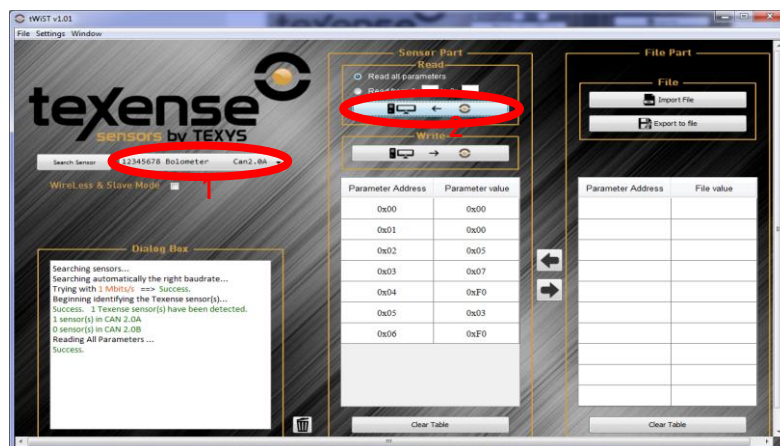 tWiST v1.01
File Settings Window
texense
sensors by TEXYS
Search Sensor
12345678 Bolometer Can2.0A
1
WireLess & Slave Mode
Dialog Box
Searching sensors...
Searching automatically the right baudrate...
Trying with 1 Mbits/s ==> Success.
Beginning identifying the Texense sensor(s)...
Success. 1 Texense sensor(s) have been detected.
1 sensor(s) in CAN 2.0A
0 sensor(s) in CAN 2.0B
Reading All Parameters ...
Success.
Sensor Part
Read
Read all parameters
2
Write
Parameter Address Parameter value
0x00 0x00
0x01 0x00
0x02 0x05
0x03 0x07
0x04 0xF0
0x05 0x03
0x06 0xF0
Clear Table
File Part
File
Import File
Export to file
Parameter Address File value
Clear Table